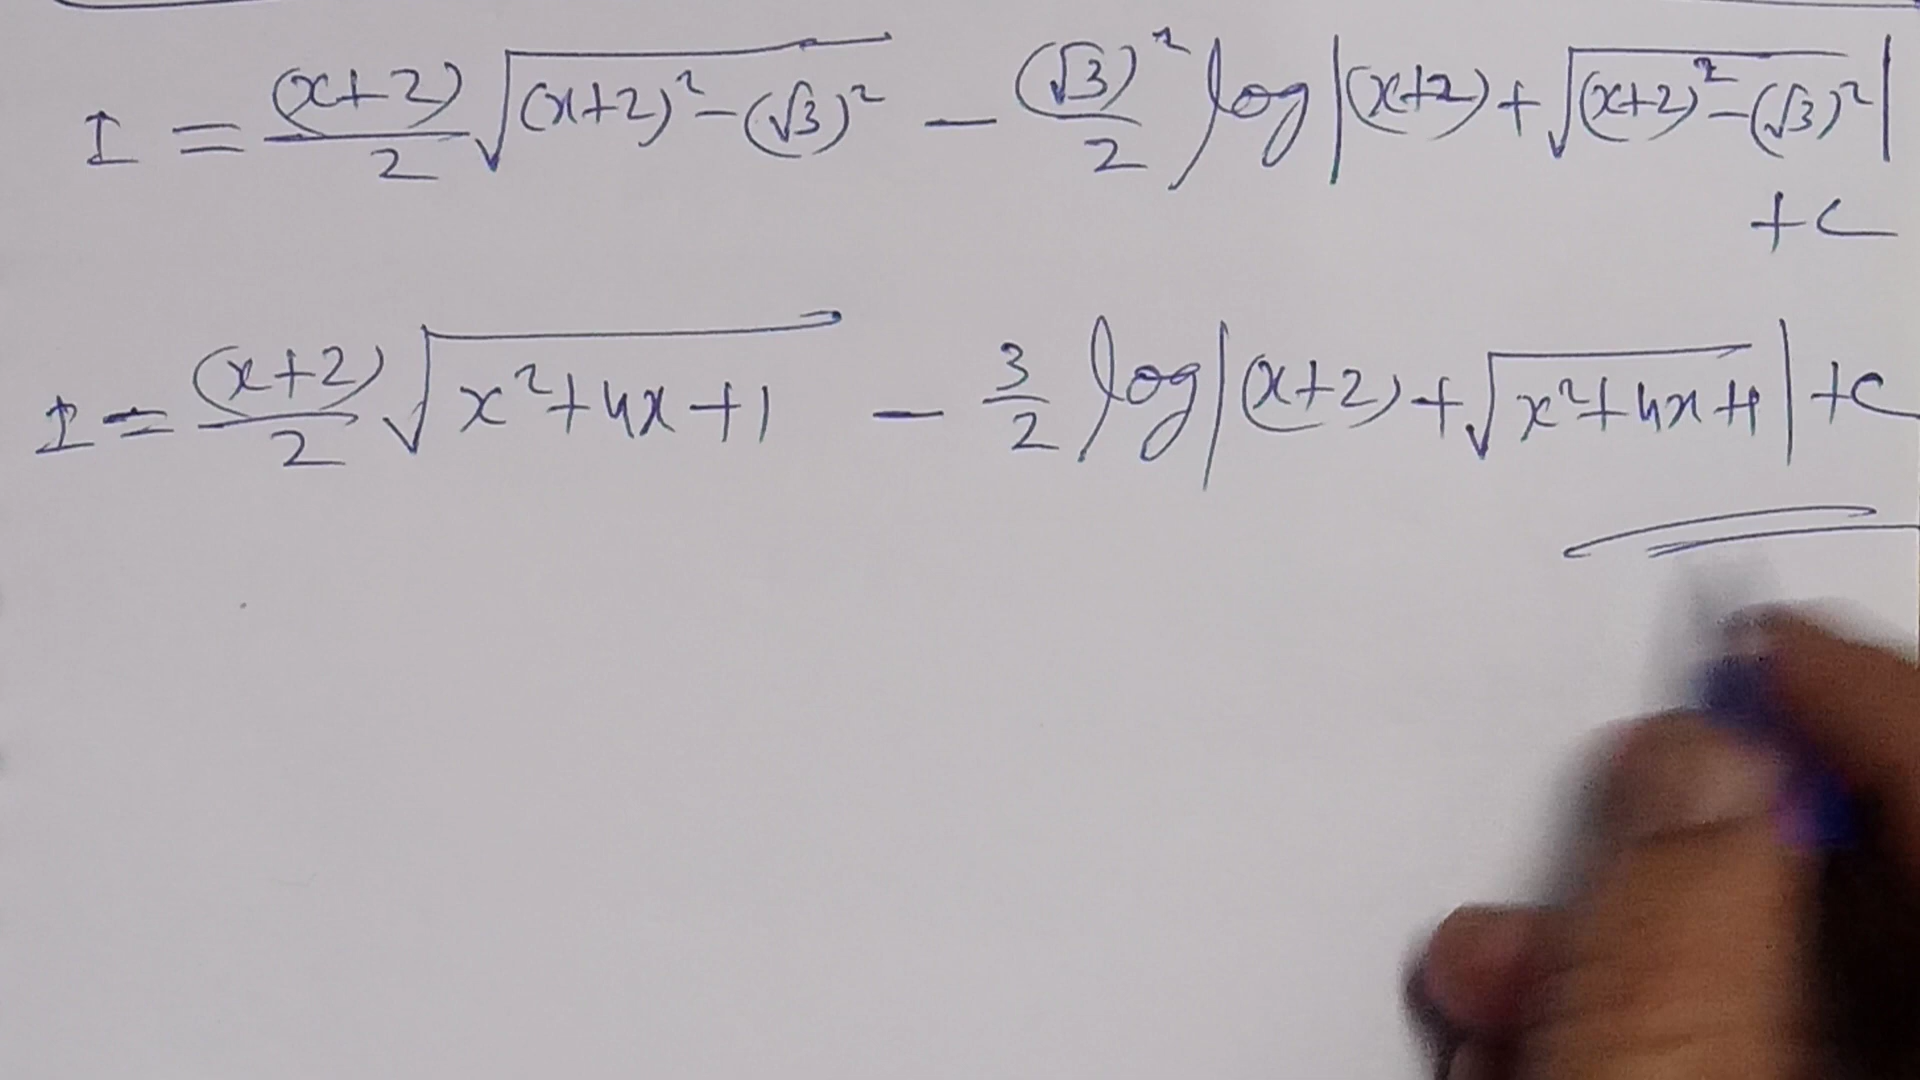 I = (x+2)/2 √((x+2)² - (√3)²) - (√3)²/2 log |(x+2) + √((x+2)² - (√3)²)|
+ C
I = (x+2)/2 √(x² + 4x + 1) - 3/2 log |(x+2) + √(x² + 4x + 1)| + C